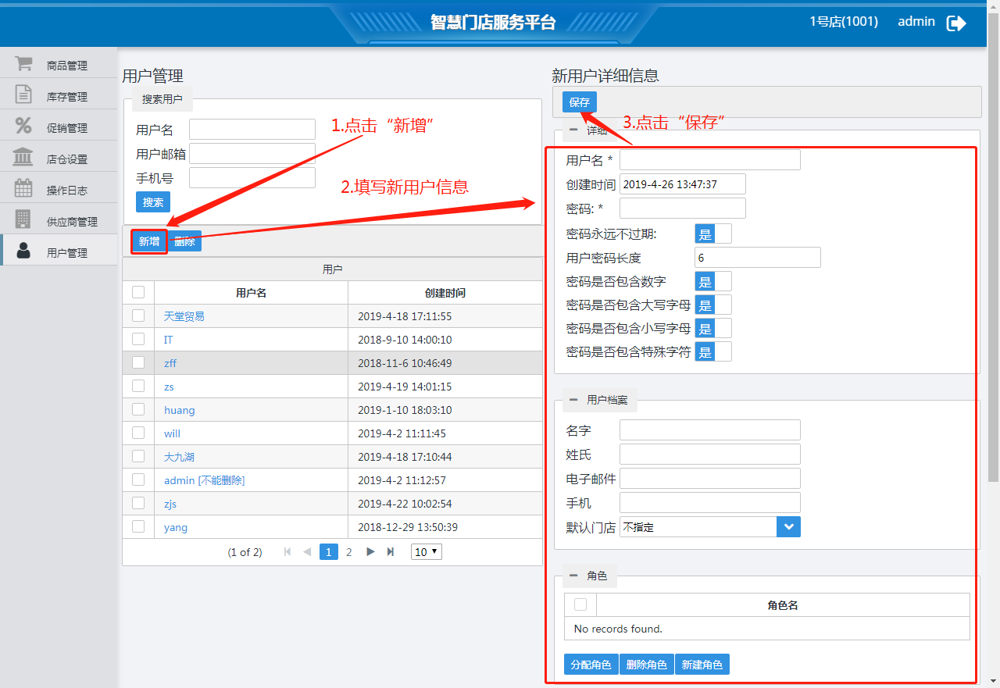 智慧门店服务平台
1号店(1001) admin
商品管理
库存管理
促销管理
店仓设置
操作日志
供应商管理
用户管理
用户管理
搜索用户
用户名
用户邮箱
手机号
搜索
1.点击“新增”
2.填写新用户信息
新增 删除
用户
用户名 创建时间
天堂贸易 2019-4-18 17:11:55
IT 2018-9-10 14:00:10
zff 2018-11-6 10:46:49
zs 2019-4-19 14:01:15
huang 2019-1-10 18:03:10
will 2019-4-2 11:11:45
大九湖 2019-4-18 17:10:44
admin [不能删除] 2019-4-2 11:12:57
zjs 2019-4-22 10:02:54
yang 2018-12-29 13:50:39
(1 of 2) 1 2 10
新用户详细信息
保存
3.点击“保存”
详细
用户名 *
创建时间 2019-4-26 13:47:37
密码: *
密码永远不过期: 是
用户密码长度 6
密码是否包含数字 是
密码是否包含大写字母 是
密码是否包含小写字母 是
密码是否包含特殊字符 是
用户档案
名字
姓氏
电子邮件
手机
默认门店 不指定
角色
角色名
No records found.
分配角色 删除角色 新建角色